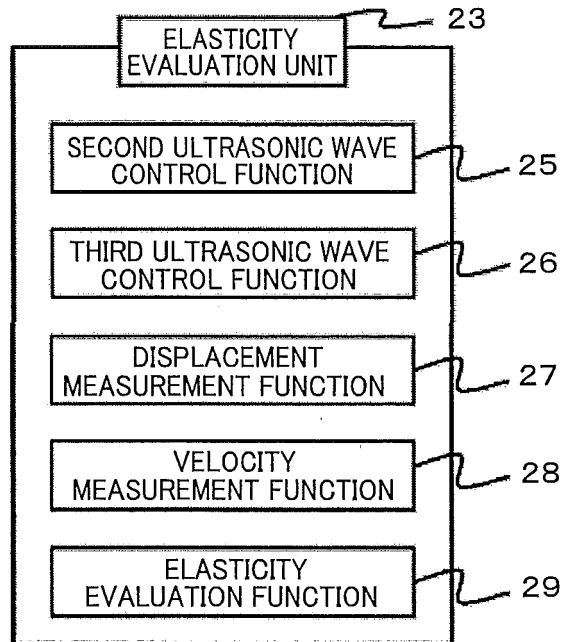 23
ELASTICITY
EVALUATION UNIT
SECOND ULTRASONIC WAVE
CONTROL FUNCTION
25
THIRD ULTRASONIC WAVE
CONTROL FUNCTION
26
DISPLACEMENT
MEASUREMENT FUNCTION
27
VELOCITY
MEASUREMENT FUNCTION
28
ELASTICITY
EVALUATION FUNCTION
29